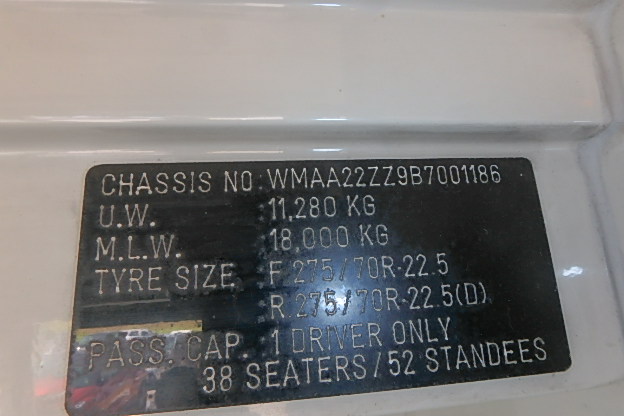 CHASSIS NO:WMAA22ZZ9B7001186
U.W. :11,280 KG
M.L.W. :18,000 KG
TYRE SIZE :F 275/70R-22.5
:R 275/70R-22.5(D)
PASS. CAP. :1 DRIVER ONLY
38 SEATERS/52 STANDEES